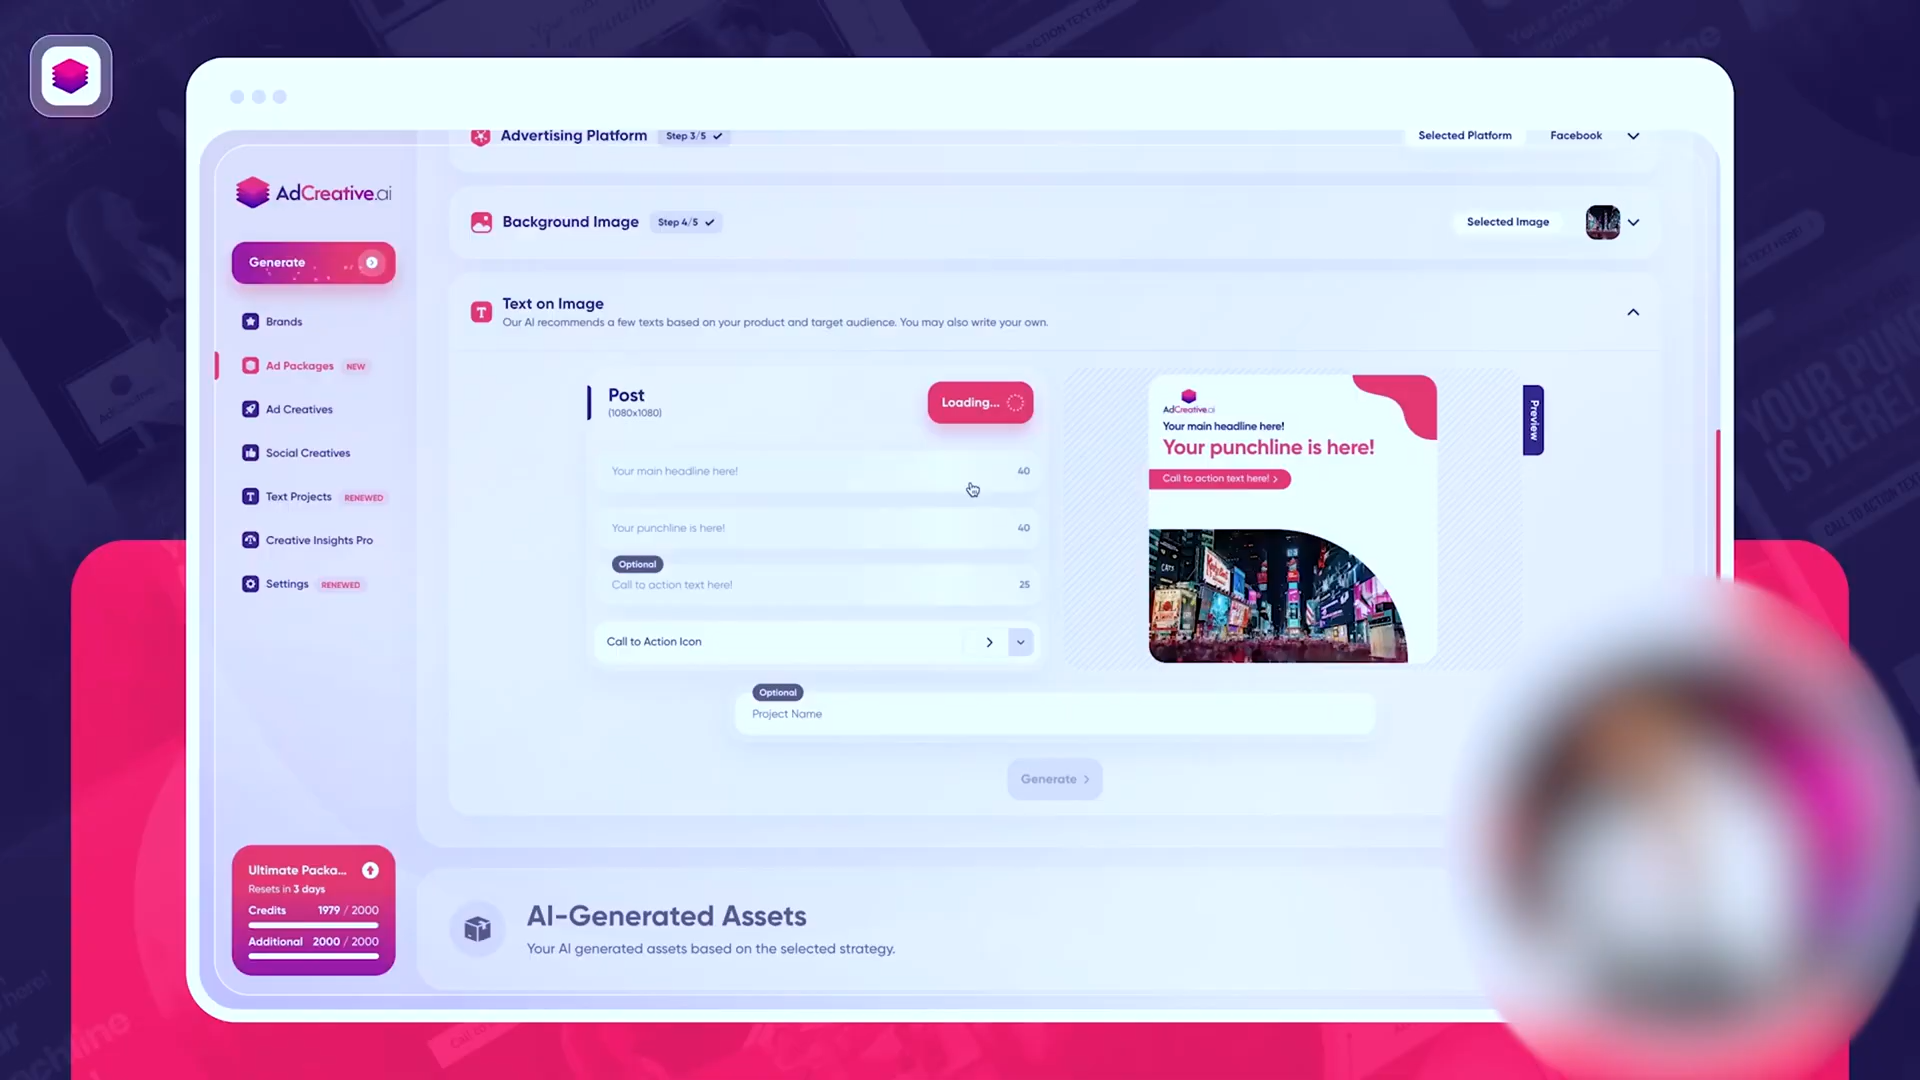 Advertising Platform
Step 3/5
Selected Platform
Facebook
AdCreative.ai
Background Image
Step 4/5
Selected Image
Generate
Text on Image
Our AI recommends a few texts based on your product and target audience. You may also write your own.
Brands
Ad Packages NEW
Ad Creatives
Social Creatives
Text Projects RENEWED
Creative Insights Pro
Settings RENEWED
Post
(1080x1080)
Loading...
Your main headline here!
40
Your punchline is here!
40
Optional
Call to action text here!
25
Call to Action Icon
AdCreative.ai
Your main headline here!
Your punchline is here!
Call to action text here!
Preview
Optional
Project Name
Generate
Ultimate Packa...
Resets in 3 days
Credits 1979 / 2000
Additional 2000 / 2000
AI-Generated Assets
Your AI generated assets based on the selected strategy.